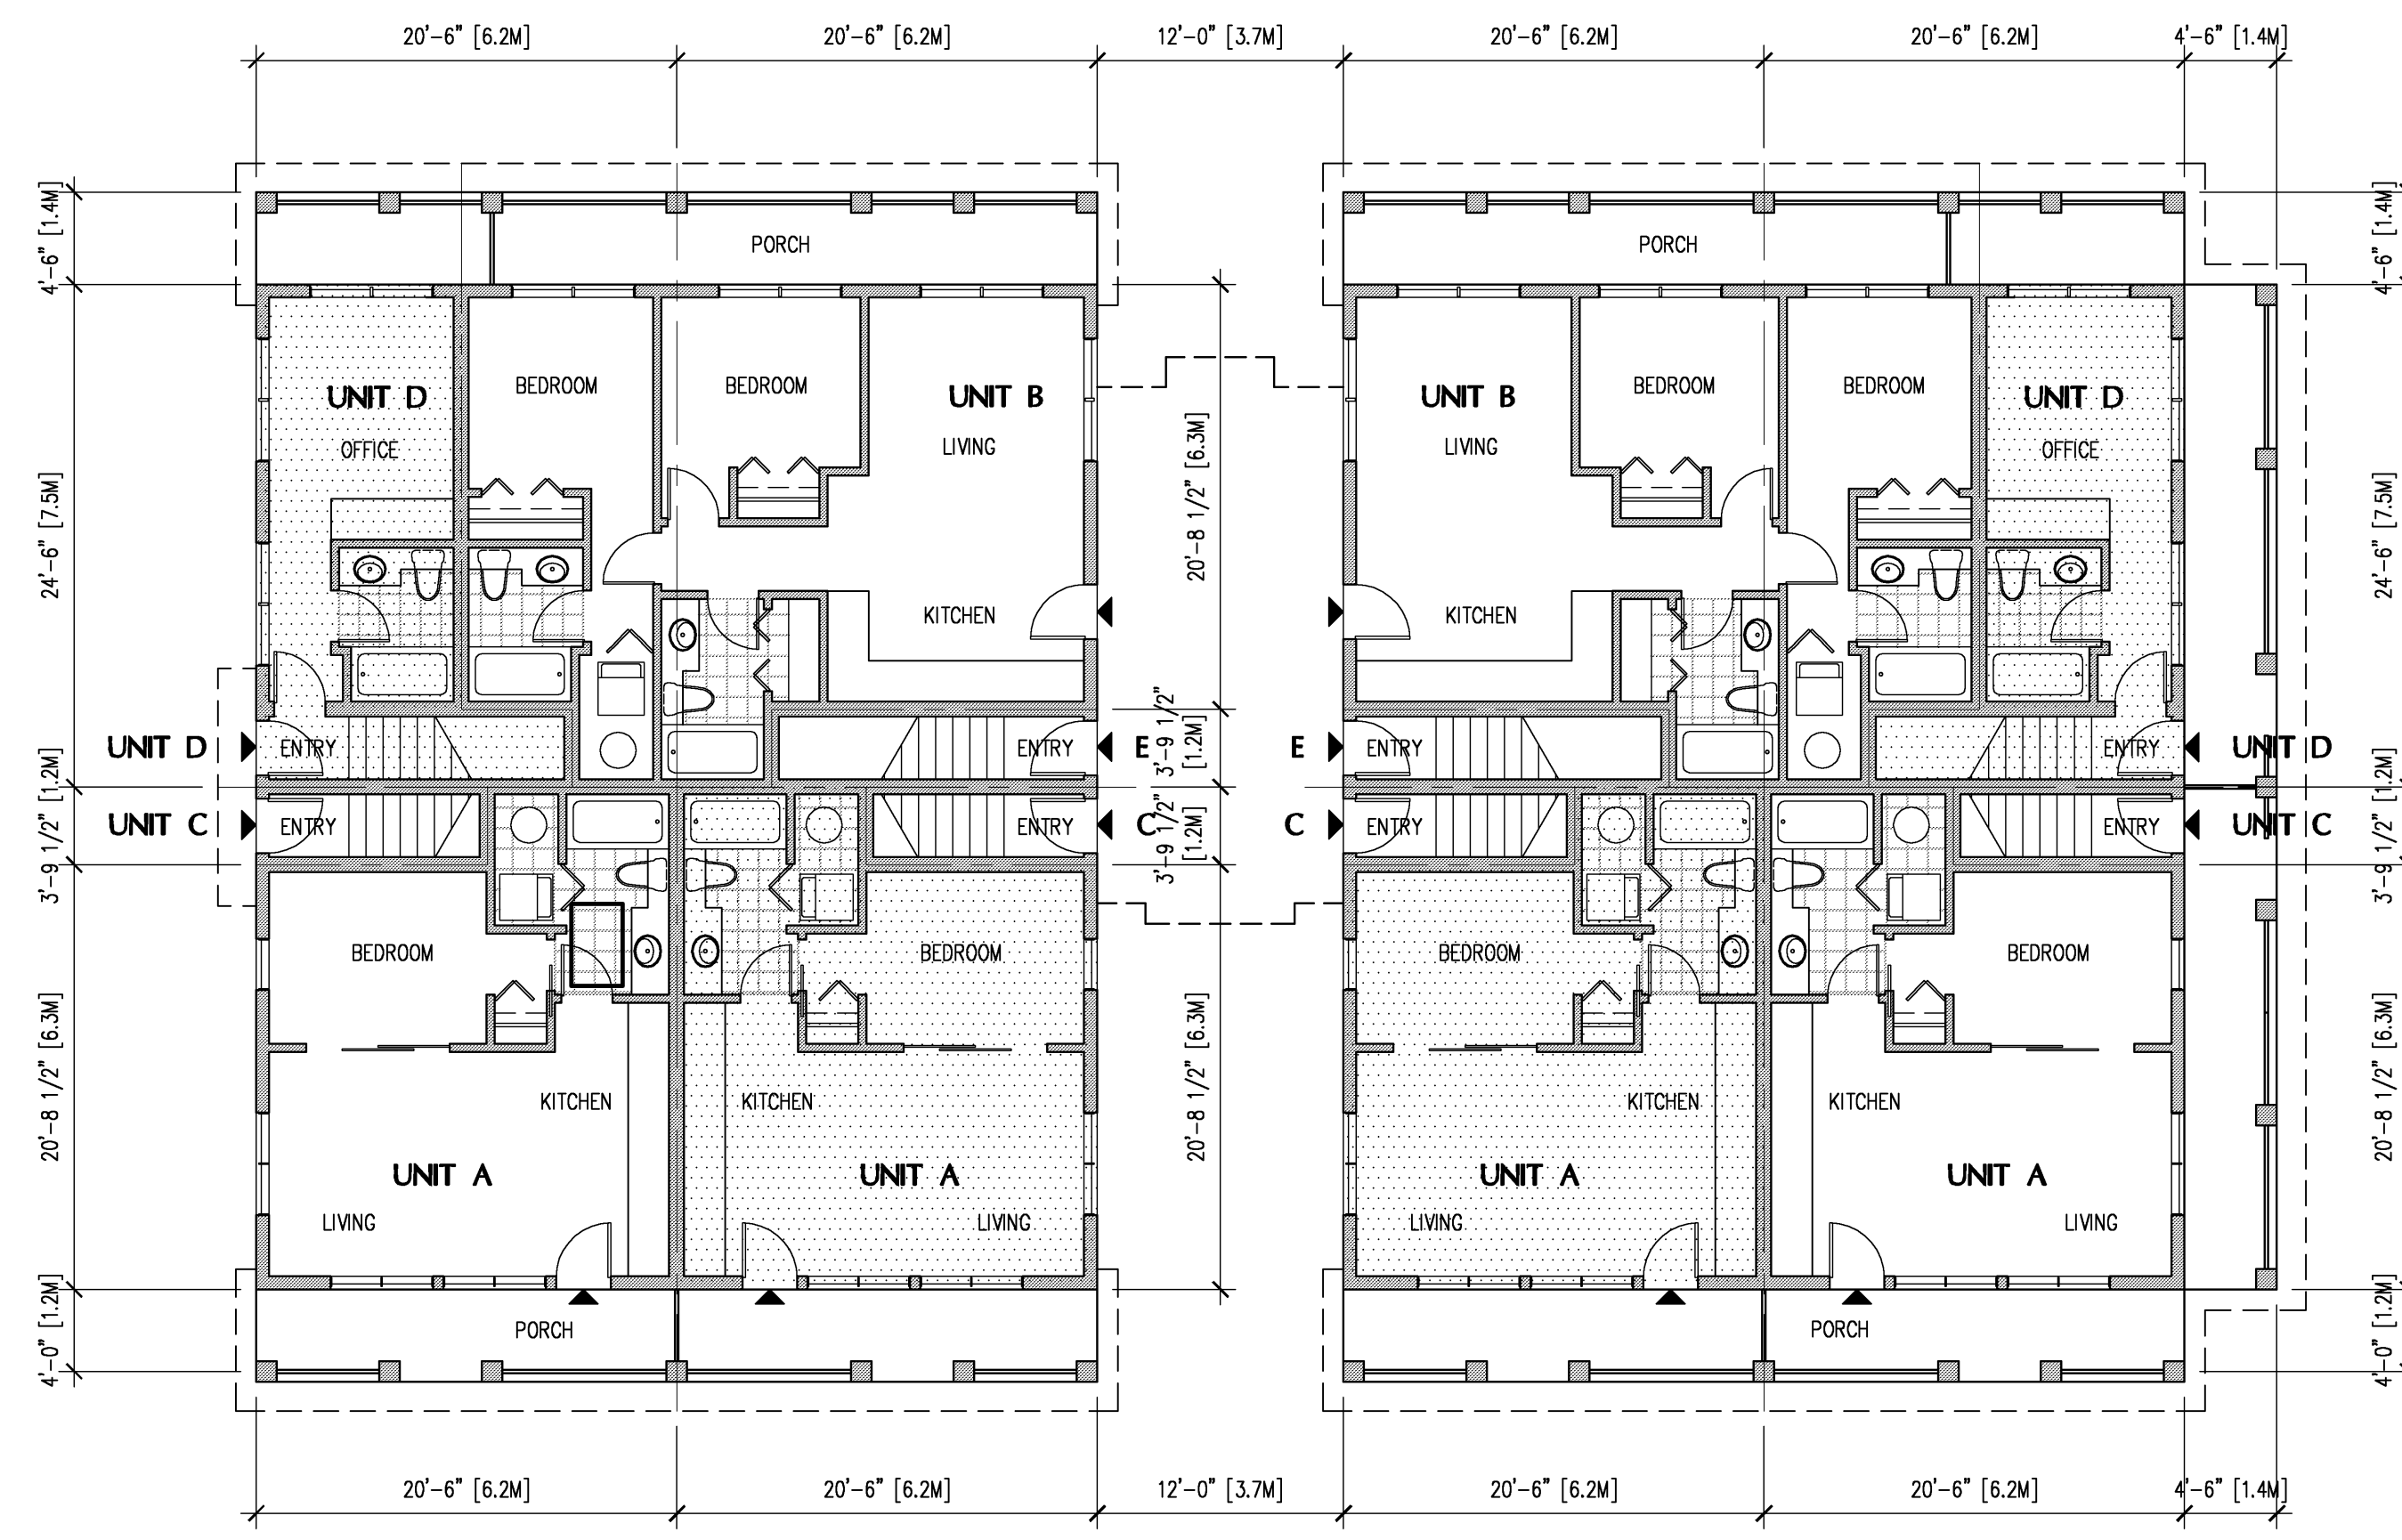 20'-6" [6.2M] 20'-6" [6.2M] 12'-0" [3.7M] 20'-6" [6.2M] 20'-6" [6.2M] 4'-6" [1.4M]
4'-6" [1.4M]
PORCH
PORCH
4'-6" [1.4M]
BEDROOM BEDROOM
BEDROOM BEDROOM
UNIT D
UNIT B
UNIT B
UNIT D
OFFICE
LIVING
LIVING
OFFICE
24'-6" [7.5M]
20'-8 1/2" [6.3M]
24'-6" [7.5M]
KITCHEN
KITCHEN
UNIT D
ENTRY
ENTRY
E
3'-9 1/2"
[1.2M]
E
ENTRY
ENTRY
UNIT D
3'-9 1/2" [1.2M]
UNIT C
ENTRY
ENTRY
C
3'-9 1/2"
[1.2M]
C
ENTRY
ENTRY
UNIT C
3'-9 1/2" [1.2M]
BEDROOM
BEDROOM
BEDROOM
BEDROOM
20'-8 1/2" [6.3M]
20'-8 1/2" [6.3M]
20'-8 1/2" [6.3M]
KITCHEN
KITCHEN
KITCHEN
KITCHEN
UNIT A
UNIT A
UNIT A
UNIT A
LIVING
LIVING
LIVING
LIVING
4'-0" [1.2M]
PORCH
PORCH
4'-0" [1.2M]
20'-6" [6.2M] 20'-6" [6.2M] 12'-0" [3.7M] 20'-6" [6.2M] 20'-6" [6.2M] 4'-6" [1.4M]